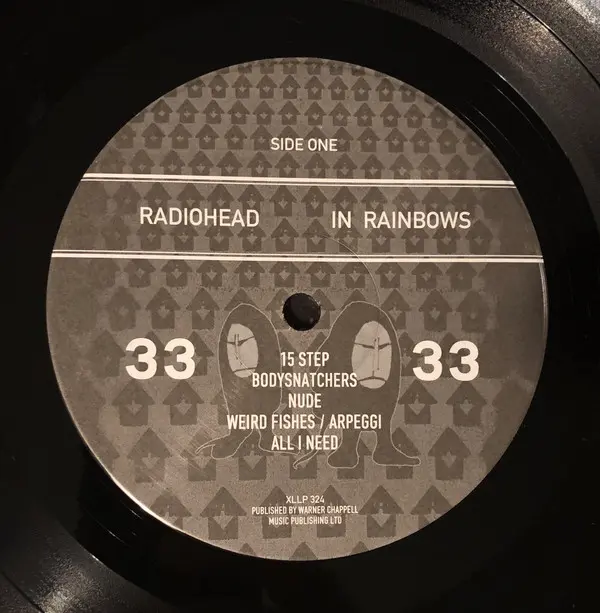 SIDE ONE
RADIOHEAD IN RAINBOWS
33 33
15 STEP
BODYSNATCHERS
NUDE
WEIRD FISHES / ARPEGGI
ALL I NEED
XLLP 324
PUBLISHED BY WARNER CHAPPELL
MUSIC PUBLISHING LTD